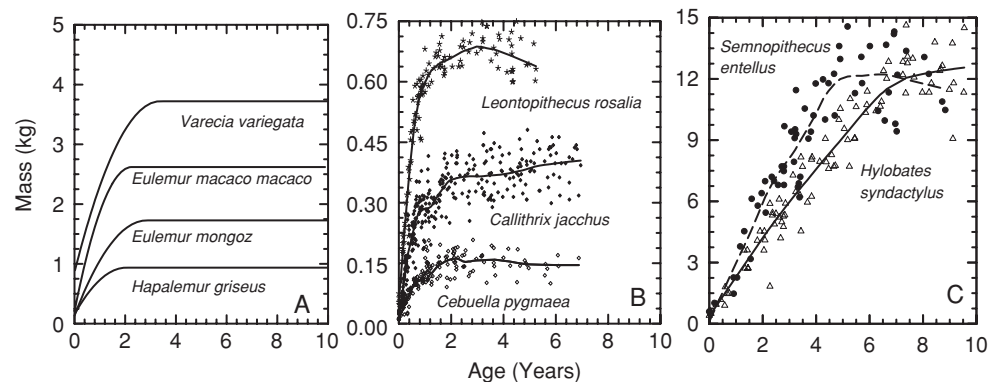 Mass (kg)
5
4
3
2
1
0
Varecia variegata
Eulemur macaco macaco
Eulemur mongoz
Hapalemur griseus
A
0 2 4 6 8 10
0.75
0.60
0.45
0.30
0.15
0.00
Leontopithecus rosalia
Callithrix jacchus
Cebuella pygmaea
B
0 2 4 6 8 10
Age (Years)
15
12
9
6
3
0
Semnopithecus
entellus
Hylobates
syndactylus
C
0 2 4 6 8 10